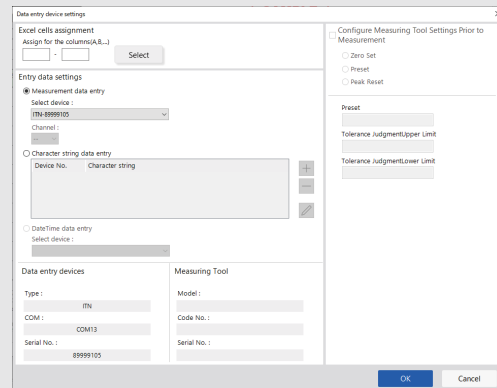 Data entry device settings
Excel cells assignment
Assign for the columns(A,B,...)
-
Select
Entry data settings
Measurement data entry
Select device :
ITN-89999105
Channel :
--
Character string data entry
Device No. Character string
DateTime data entry
Select device :
Data entry devices
Type :
ITN
COM :
COM13
Serial No. :
89999105
Measuring Tool
Model :
Code No. :
Serial No. :
Configure Measuring Tool Settings Prior to
Measurement
Zero Set
Preset
Peak Reset
Preset
Tolerance JudgmentUpper Limit
Tolerance JudgmentLower Limit
OK
Cancel